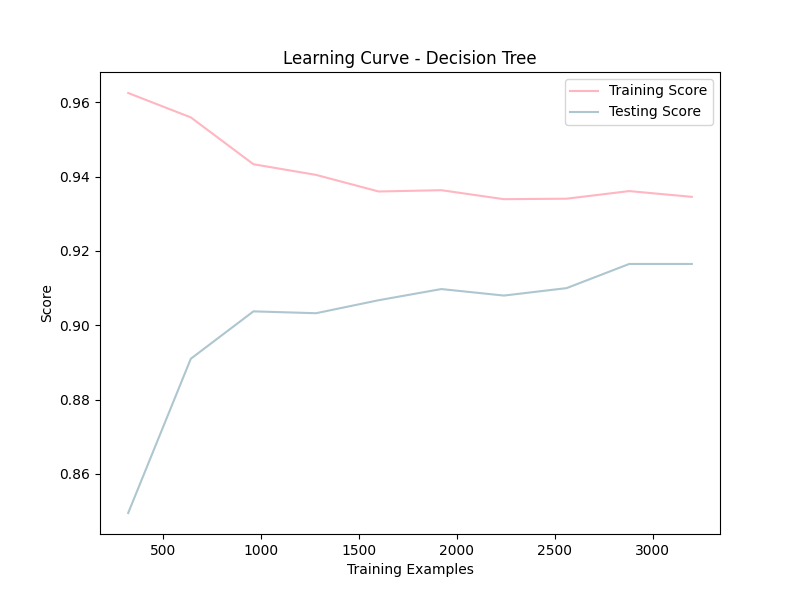 Learning Curve - Decision Tree
Training Score
Testing Score
0.96
0.94
0.92
0.90
0.88
0.86
Score
500 1000 1500 2000 2500 3000
Training Examples